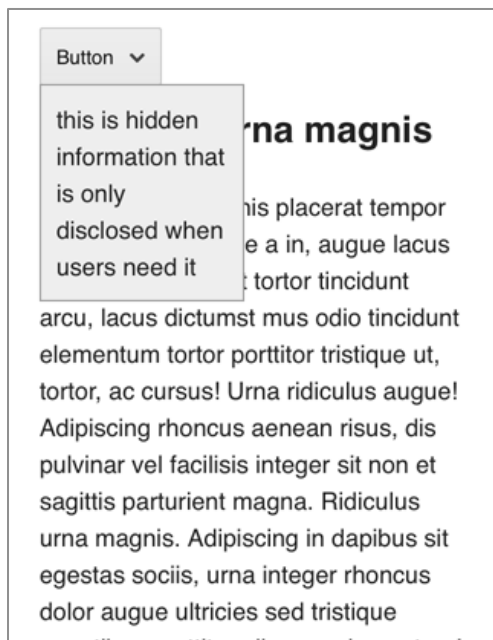 Button
this is hidden
information that
is only
disclosed when
users need it
rna magnis
nis placerat tempor
e a in, augue lacus
tortor tincidunt
arcu, lacus dictumst mus odio tincidunt
elementum tortor porttitor tristique ut,
tortor, ac cursus! Urna ridiculus augue!
Adipiscing rhoncus aenean risus, dis
pulvinar vel facilisis integer sit non et
sagittis parturient magna. Ridiculus
urna magnis. Adipiscing in dapibus sit
egestas sociis, urna integer rhoncus
dolor augue ultricies sed tristique